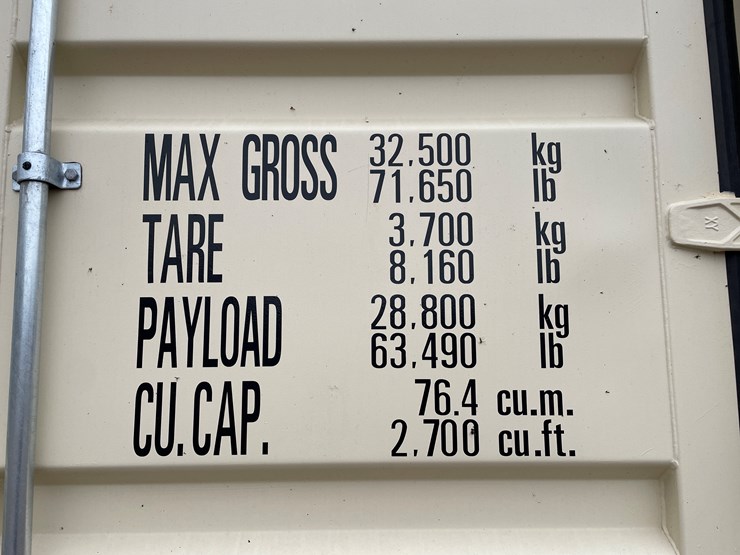 MAX GROSS 32,500 kg
71,650 lb
TARE 3,700 kg
8,160 lb
PAYLOAD 28,800 kg
63,490 lb
CU.CAP. 76.4 cu.m.
2,700 cu.ft.